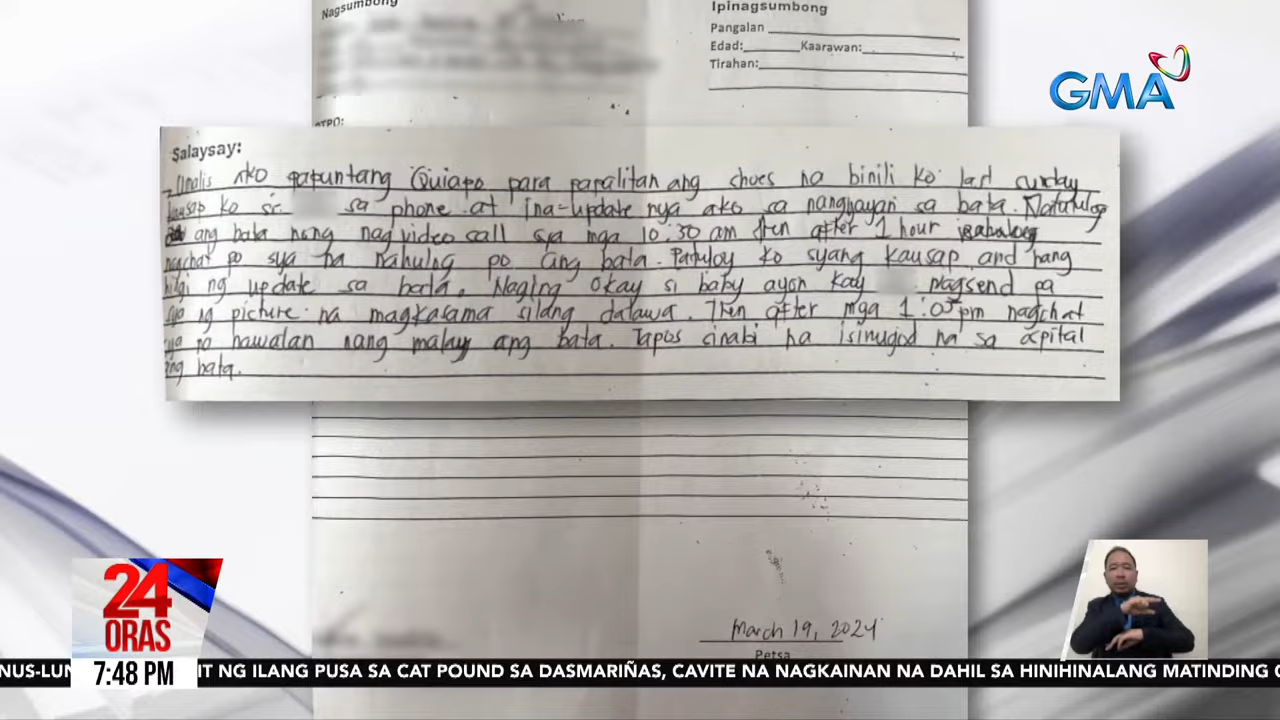 Nagsumbong
Ipinagsumbong
Pangalan
Edad: Kaarawan:
Tirahan:
GMA
Salaysay:
Umalis ako papuntang Quiapo para papalitan ang shoes na binili ko last sunday
kausap ko si sa phone at ina-update nya ako sa nangyayari sa bata. Natutulog
ang bata nong nag video call sya mga 10:30 am then after 1 hour
nagchat po sya na nahulog po ang bata. Patuloy ko syang kausap and nang
hihigi ng update sa bata. Naging okay si baby ayon kay nagsend pa
sya ng picture na magkasama silang dalawa. Then after mga 1:05 pm nagchat
sya na nawalan nang malay ang bata. Tapos sinabi na isinugod na sa ospital
ang bata.
March 19, 2024
Petsa
24
ORAS
7:48 PM
IT NG ILANG PUSA SA CAT POUND SA DASMARIÑAS, CAVITE NA NAGKAINAN NA DAHIL SA HINIHINALANG MATINDING